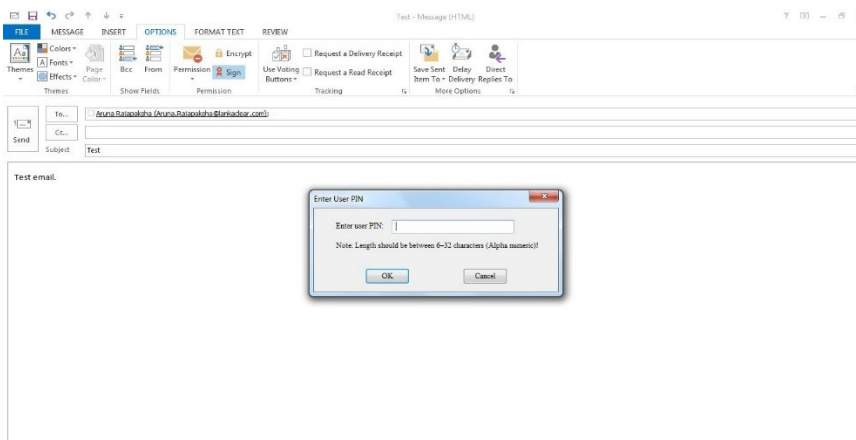 Test - Message (HTML)
FILE MESSAGE INSERT OPTIONS FORMAT TEXT REVIEW
Themes
Colors
Fonts
Effects
Page Color
Themes
Bcc From
Show Fields
Permission
Encrypt
Sign
Permission
Use Voting Buttons
Request a Delivery Receipt
Request a Read Receipt
Tracking
Save Sent Item To
Delay Delivery
Direct Replies To
More Options
Send
To... Aruna Rajapaksha (Aruna.Rajapaksha@lankaclear.com);
Cc...
Subject Test
Test email.
Enter User PIN
Enter user PIN:
Note: Length should be between 6–32 characters (Alpha numeric)!
OK Cancel